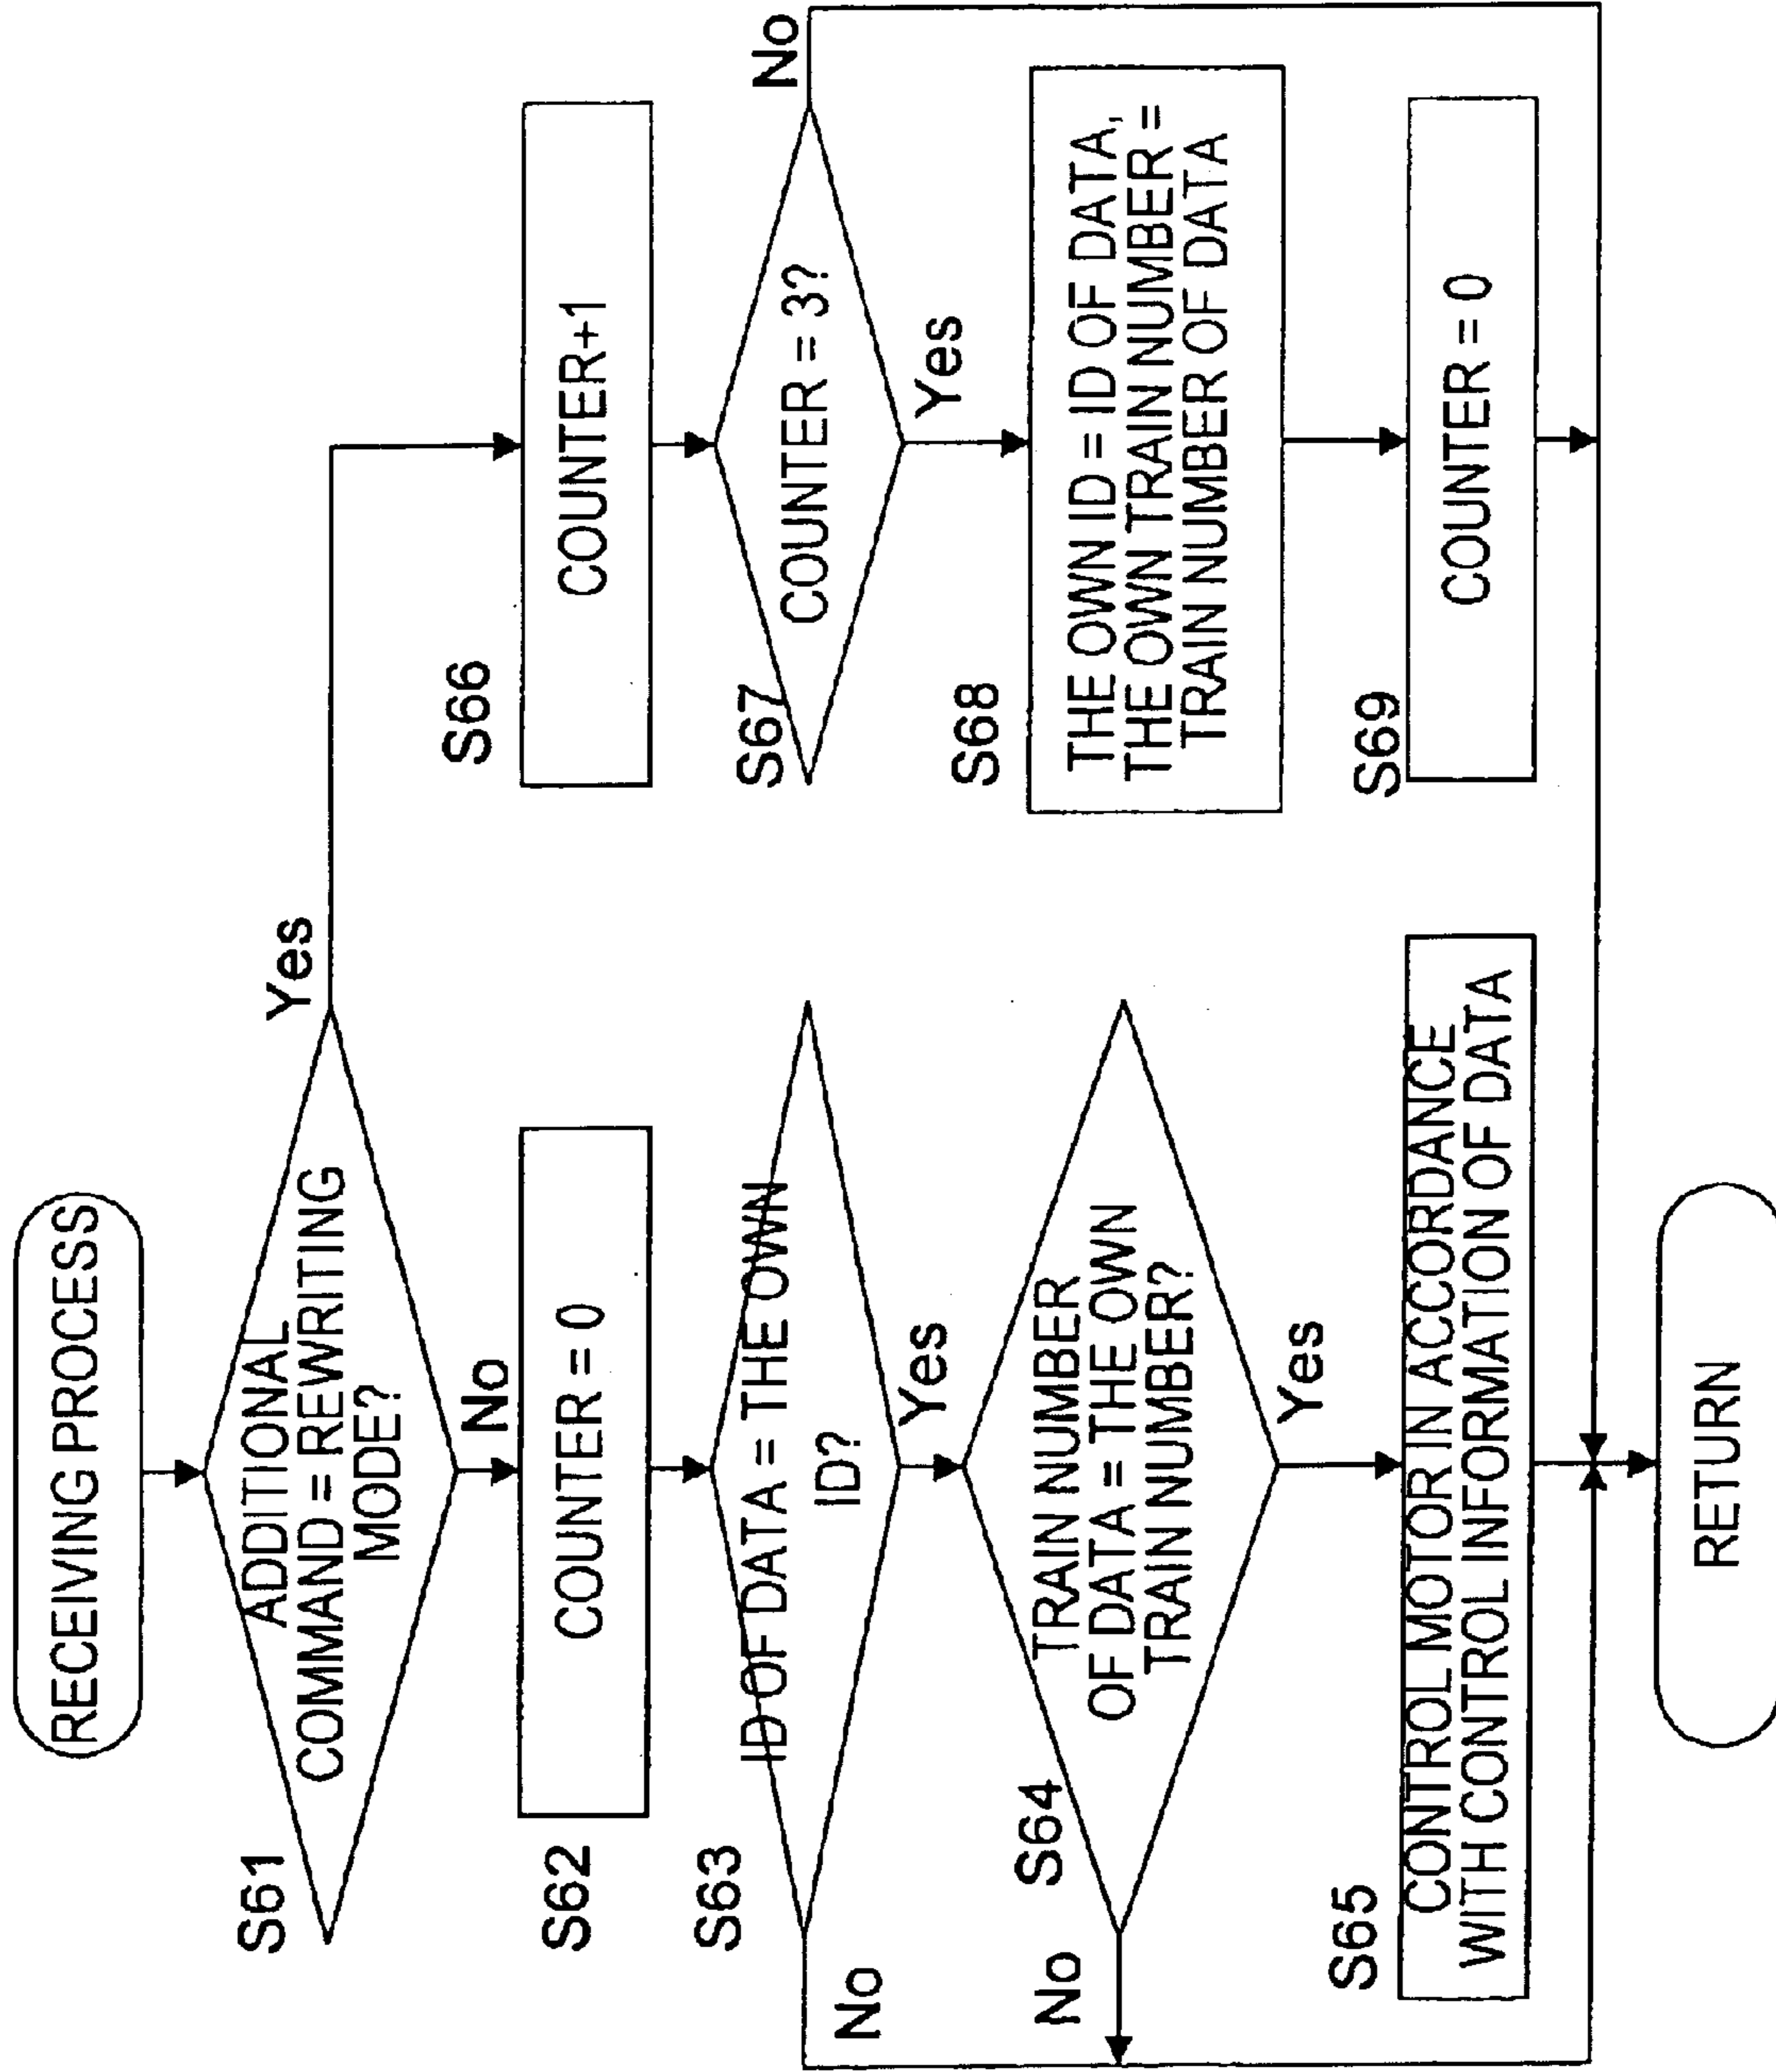 RECEIVING PROCESS
S61
ADDITIONAL
COMMAND = REWRITING
MODE?
Yes
No
S62
COUNTER = 0
S63
ID OF DATA = THE OWN
ID?
No
Yes
S64
TRAIN NUMBER
OF DATA = THE OWN
TRAIN NUMBER?
No
Yes
S65
CONTROL MOTOR IN ACCORDANCE
WITH CONTROL INFORMATION OF DATA
S66
COUNTER+1
S67
COUNTER = 3?
No
Yes
S68
THE OWN ID = ID OF DATA,
THE OWN TRAIN NUMBER =
TRAIN NUMBER OF DATA
S69
COUNTER = 0
RETURN